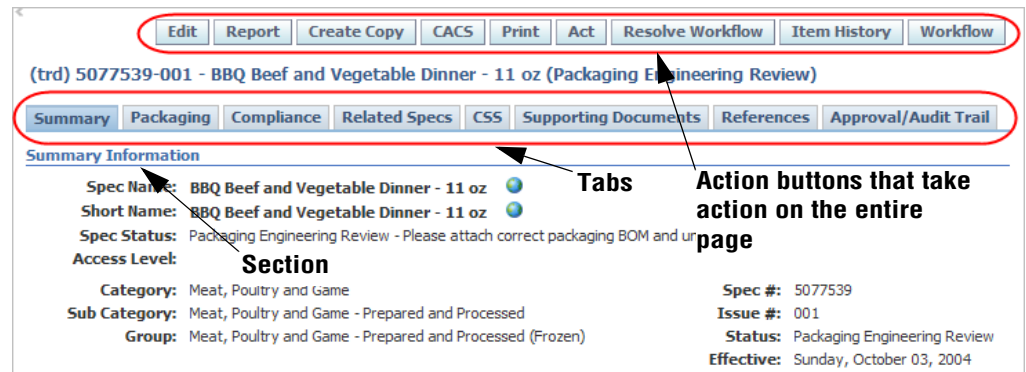 Edit Report Create Copy CACS Print Act Resolve Workflow Item History Workflow
(trd) 5077539-001 - BBQ Beef and Vegetable Dinner - 11 oz (Packaging Engineering Review)
Summary Packaging Compliance Related Specs CSS Supporting Documents References Approval/Audit Trail
Summary Information
Spec Name: BBQ Beef and Vegetable Dinner - 11 oz
Short Name: BBQ Beef and Vegetable Dinner - 11 oz
Spec Status: Packaging Engineering Review - Please attach correct packaging BOM and
Access Level:
Tabs
Action buttons that take
action on the entire
page
Section
Category: Meat, Poultry and Game
Sub Category: Meat, Poultry and Game - Prepared and Processed
Group: Meat, Poultry and Game - Prepared and Processed (Frozen)
Spec #: 5077539
Issue #: 001
Status: Packaging Engineering Review
Effective: Sunday, October 03, 2004